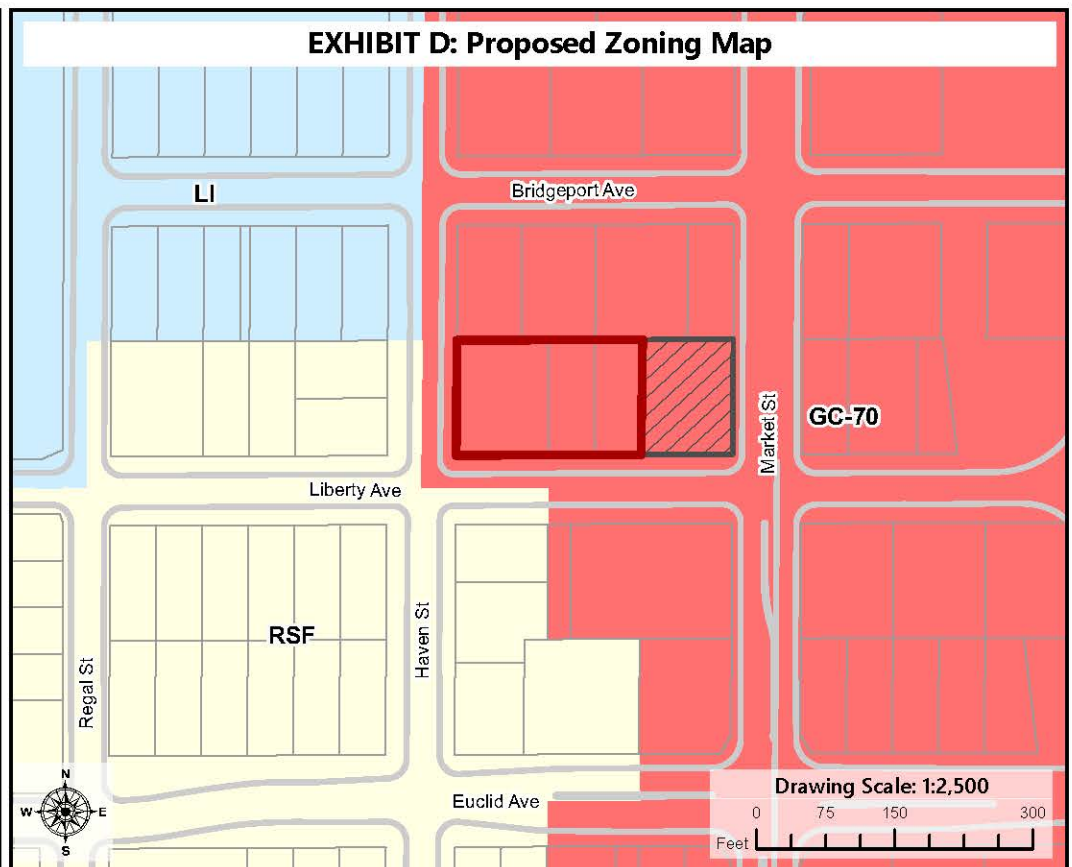 EXHIBIT D: Proposed Zoning Map
LI
Bridgeport Ave
Market St
GC-70
Liberty Ave
Haven St
RSF
Regal St
Euclid Ave
N
W E
S
Drawing Scale: 1:2,500
0 75 150 300
Feet